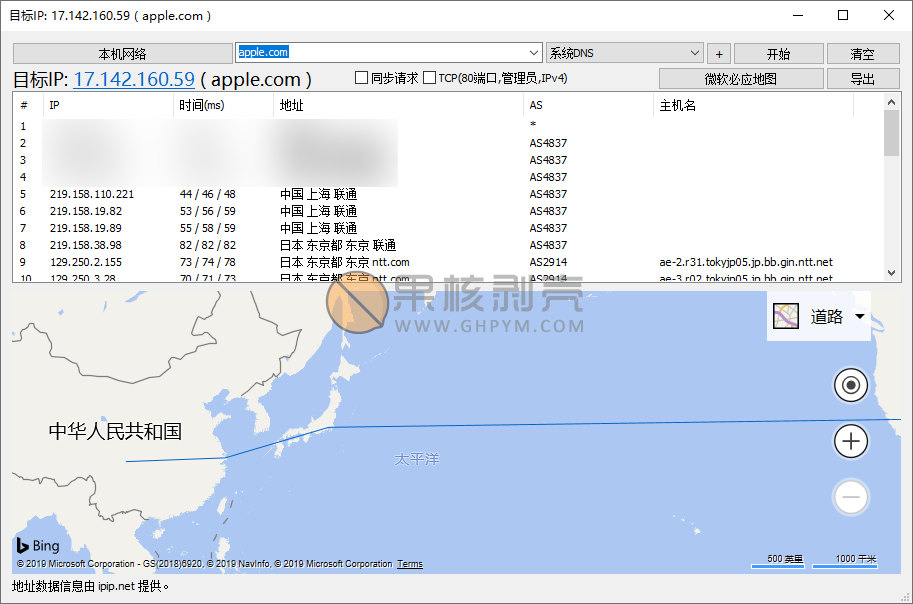 目标IP: 17.142.160.59 ( apple.com )
本机网络 apple.com 系统DNS + 开始 清空
目标IP: 17.142.160.59 ( apple.com ) 同步请求 TCP(80端口,管理员,IPv4) 微软必应地图 导出
# IP 时间(ms) 地址 AS 主机名
1 *
2 AS4837
3 AS4837
4 AS4837
5 219.158.110.221 44 / 46 / 48 中国 上海 联通 AS4837
6 219.158.19.82 53 / 56 / 59 中国 上海 联通 AS4837
7 219.158.19.89 55 / 58 / 59 中国 上海 联通 AS4837
8 219.158.38.98 82 / 82 / 82 日本 东京都 东京 联通 AS4837
9 129.250.2.155 73 / 74 / 78 日本 东京都 东京 ntt.com AS2914 ae-2.r31.tokyjp05.jp.bb.gin.ntt.net
10 129.250.3.28 70 / 71 / 73 日本 东京都 东京 ntt.com AS2914 ae-3.r02.tokyjp05.jp.bb.gin.ntt.net
果核剥壳
WWW.GHPYM.COM
道路
中华人民共和国
太平洋
Bing
500 英里 1000 千米
© 2019 Microsoft Corporation - GS(2018)6920, © 2019 NavInfo, © 2019 Microsoft Corporation Terms
地址数据信息由 ipip.net 提供。